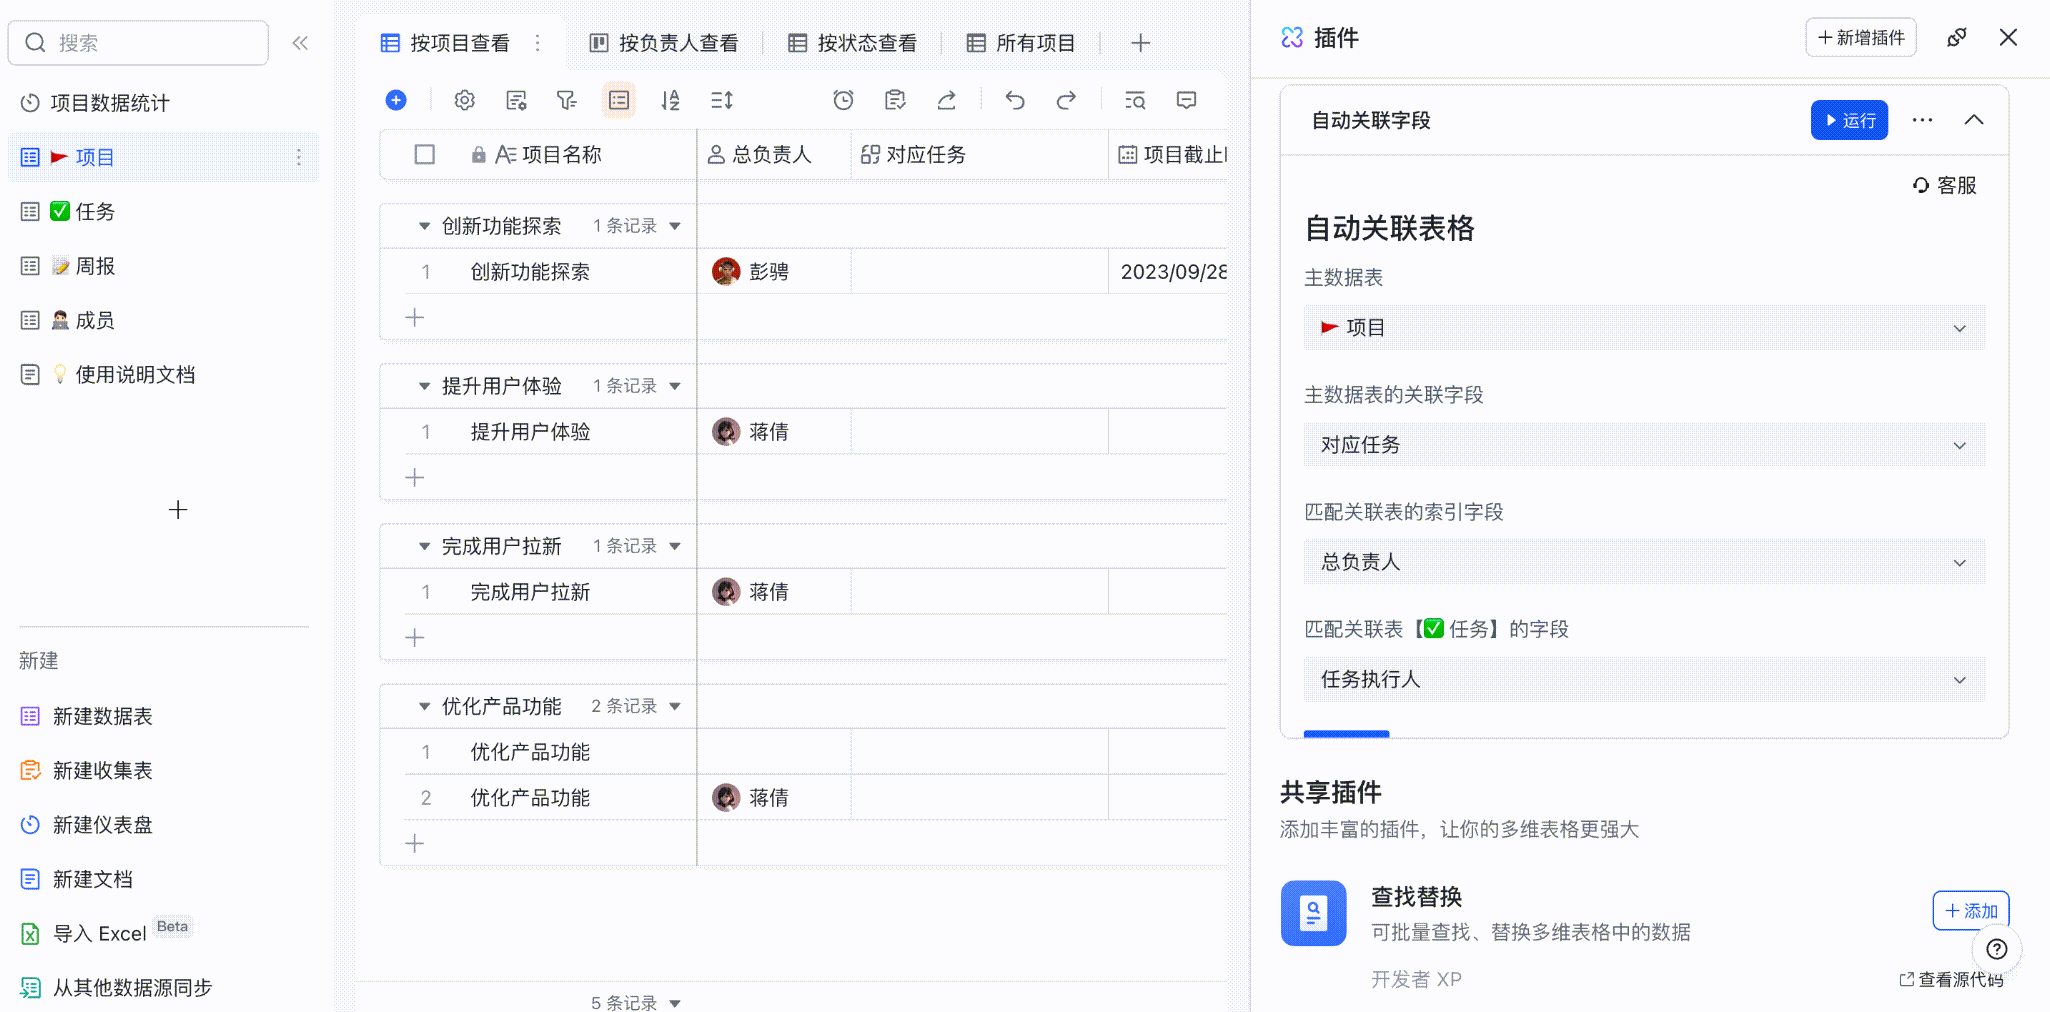 搜索
项目数据统计
项目
任务
周报
成员
使用说明文档
新建
新建数据表
新建收集表
新建仪表盘
新建文档
导入 Excel Beta
从其他数据源同步
按项目查看
按负责人查看
按状态查看
所有项目
项目名称 总负责人 对应任务 项目截止
创新功能探索 1 条记录
1 创新功能探索 彭骋 2023/09/28
提升用户体验 1 条记录
1 提升用户体验 蒋倩
完成用户拉新 1 条记录
1 完成用户拉新 蒋倩
优化产品功能 2 条记录
1 优化产品功能
2 优化产品功能 蒋倩
5 条记录
插件
新增插件
自动关联字段
运行
客服
自动关联表格
主数据表
项目
主数据表的关联字段
对应任务
匹配关联表的索引字段
总负责人
匹配关联表【✅ 任务】的字段
任务执行人
共享插件
添加丰富的插件，让你的多维表格更强大
查找替换
添加
可批量查找、替换多维表格中的数据
开发者 XP
查看源代码